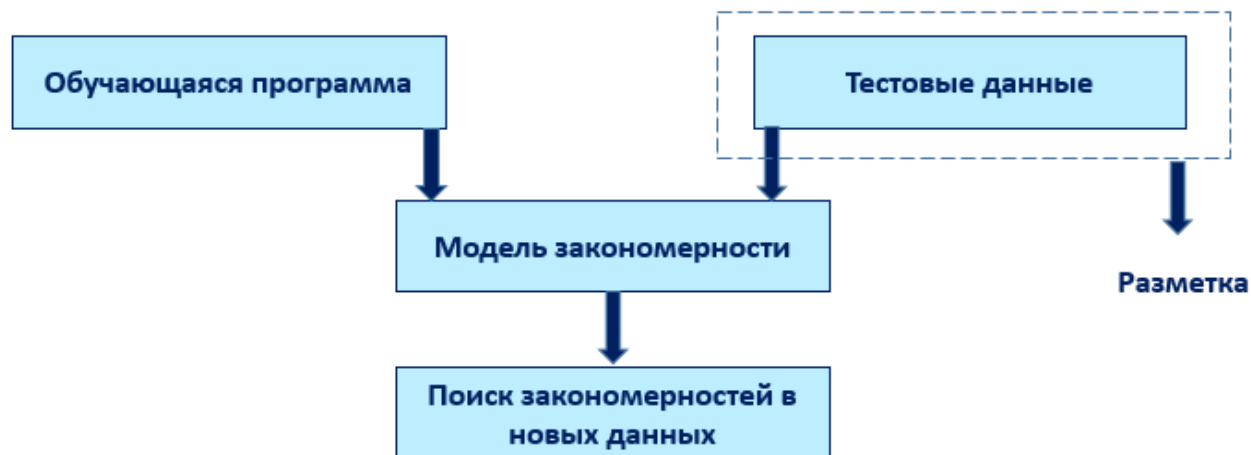 Обучающаяся программа
Тестовые данные
Модель закономерности
Разметка
Поиск закономерностей в
новых данных